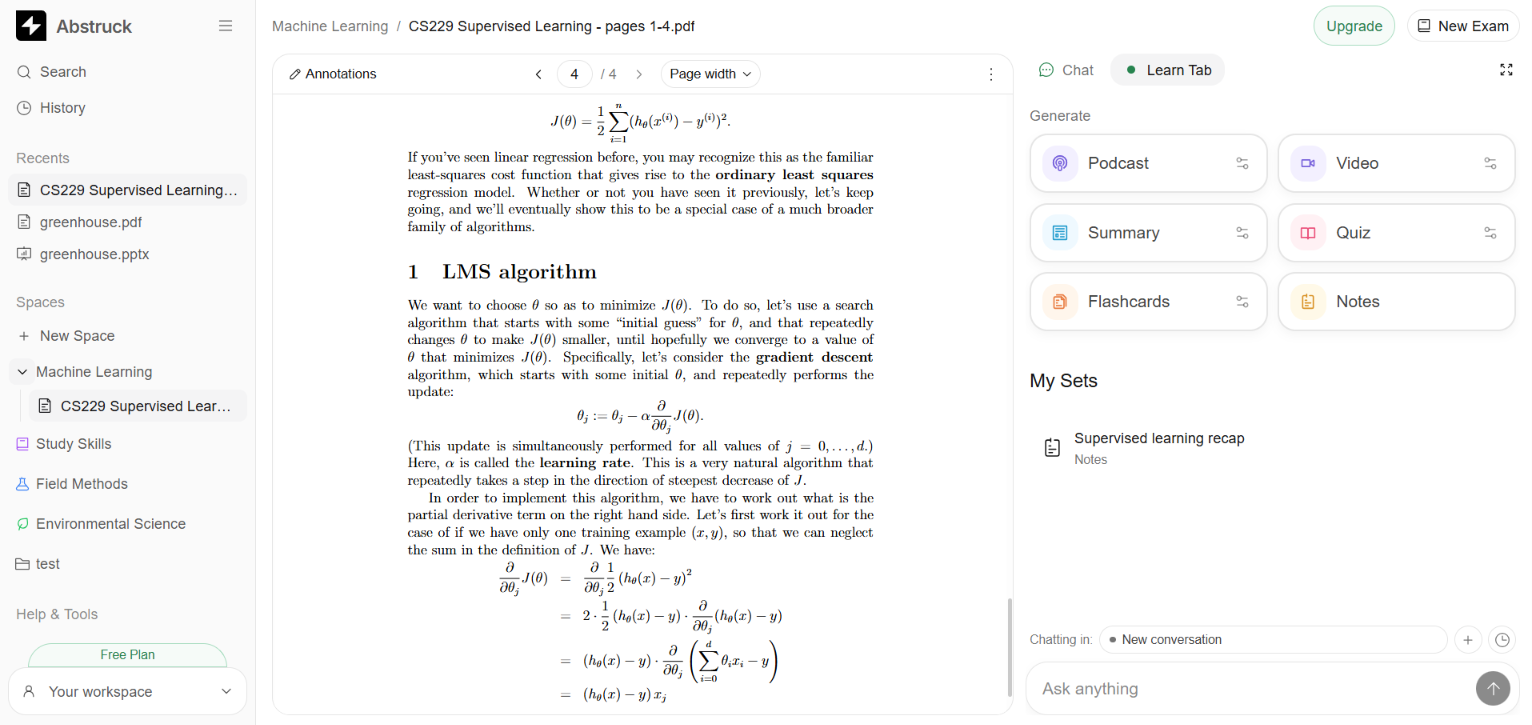 Abstruck
Search
History
Recents
CS229 Supervised Learning...
greenhouse.pdf
greenhouse.pptx
Spaces
New Space
Machine Learning
CS229 Supervised Lear...
Study Skills
Field Methods
Environmental Science
test
Help & Tools
Free Plan
Your workspace
Machine Learning / CS229 Supervised Learning - pages 1-4.pdf
Upgrade
New Exam
Annotations
4 / 4
Page width
J(θ) = 1/2 ∑_{i=1}^{n} (h_θ(x^{(i)}) − y^{(i)})².
If you've seen linear regression before, you may recognize this as the familiar
least-squares cost function that gives rise to the ordinary least squares
regression model. Whether or not you have seen it previously, let's keep
going, and we'll eventually show this to be a special case of a much broader
family of algorithms.
1 LMS algorithm
We want to choose θ so as to minimize J(θ). To do so, let's use a search
algorithm that starts with some “initial guess” for θ, and that repeatedly
changes θ to make J(θ) smaller, until hopefully we converge to a value of
θ that minimizes J(θ). Specifically, let's consider the gradient descent
algorithm, which starts with some initial θ, and repeatedly performs the
update:
θ_j := θ_j − α ∂/∂θ_j J(θ).
(This update is simultaneously performed for all values of j = 0, . . . , d.)
Here, α is called the learning rate. This is a very natural algorithm that
repeatedly takes a step in the direction of steepest decrease of J.
In order to implement this algorithm, we have to work out what is the
partial derivative term on the right hand side. Let's first work it out for the
case of if we have only one training example (x, y), so that we can neglect
the sum in the definition of J. We have:
∂/∂θ_j J(θ) = ∂/∂θ_j 1/2 (h_θ(x) − y)²
= 2 · 1/2 (h_θ(x) − y) · ∂/∂θ_j (h_θ(x) − y)
= (h_θ(x) − y) · ∂/∂θ_j (∑_{i=0}^{d} θ_i x_i − y)
= (h_θ(x) − y) x_j
Chat
Learn Tab
Generate
Podcast
Video
Summary
Quiz
Flashcards
Notes
My Sets
Supervised learning recap
Notes
Chatting in: New conversation
Ask anything